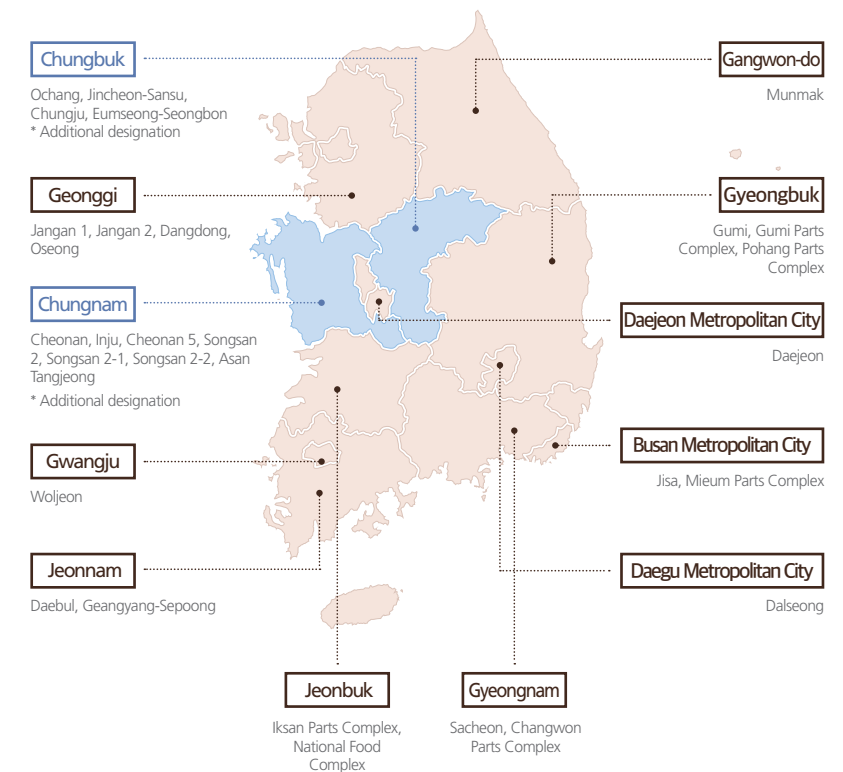 Chungbuk
Ochang, Jincheon-Sansu,
Chungju, Eumseong-Seongbon
* Additional designation
Geonggi
Jangan 1, Jangan 2, Dangdong,
Oseong
Chungnam
Cheonan, Inju, Cheonan 5, Songsan
2, Songsan 2-1, Songsan 2-2, Asan
Tangjeong
* Additional designation
Gwangju
Woljeon
Jeonnam
Daebul, Geangyang-Sepoong
Jeonbuk
Iksan Parts Complex,
National Food
Complex
Gyeongnam
Sacheon, Changwon
Parts Complex
Gangwon-do
Munmak
Gyeongbuk
Gumi, Gumi Parts
Complex, Pohang Parts
Complex
Daejeon Metropolitan City
Daejeon
Busan Metropolitan City
Jisa, Mieum Parts Complex
Daegu Metropolitan City
Dalseong